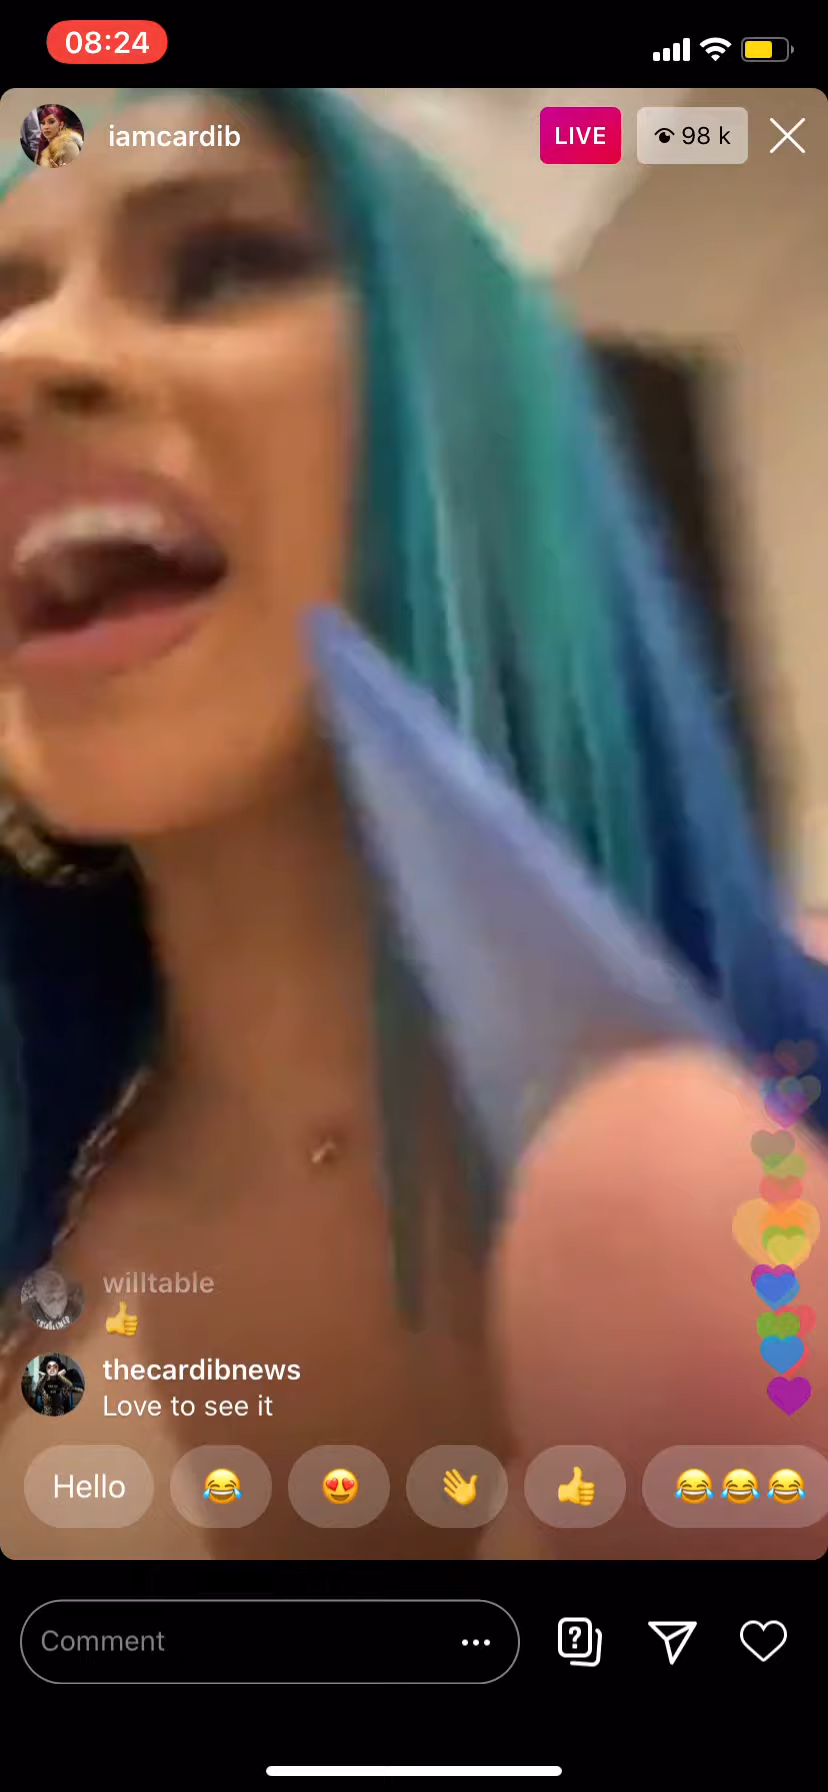 08:24
iamcardib
LIVE
98 k
willtable
thecardibnews
Love to see it
Hello
Comment